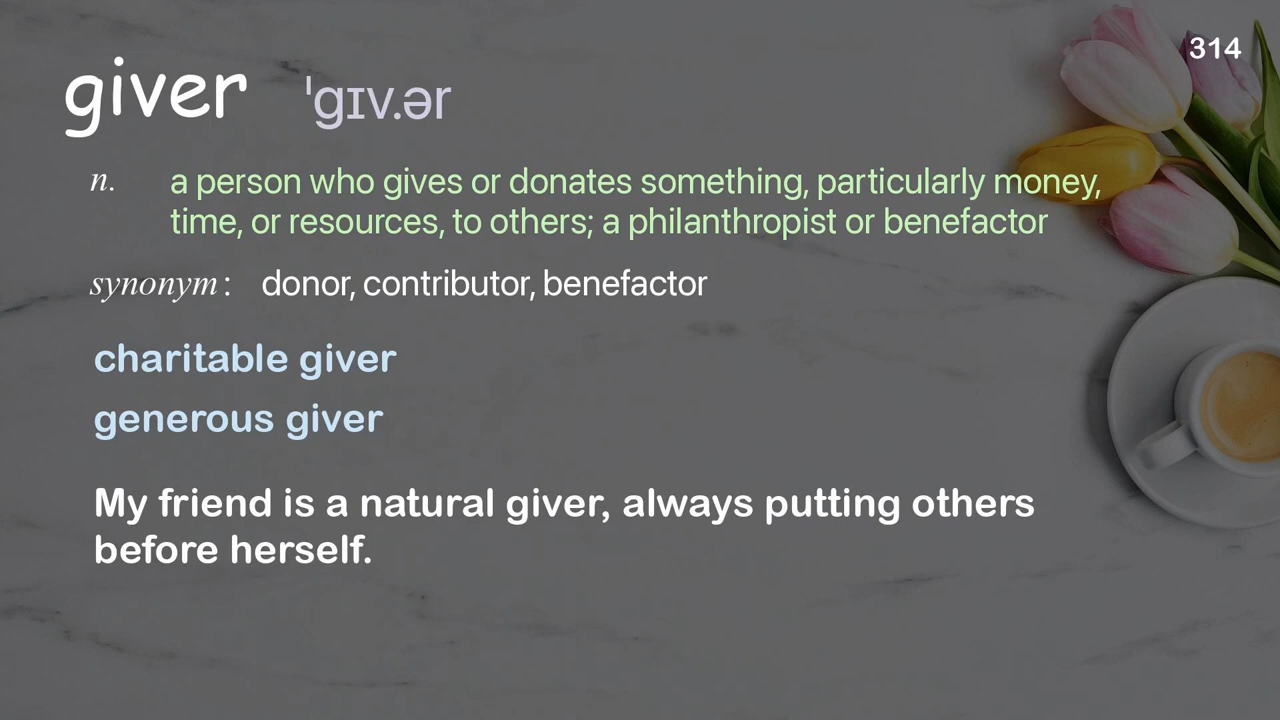 314
giver ˈɡɪv.ər
n. a person who gives or donates something, particularly money,
time, or resources, to others; a philanthropist or benefactor
synonym : donor, contributor, benefactor
charitable giver
generous giver
My friend is a natural giver, always putting others
before herself.